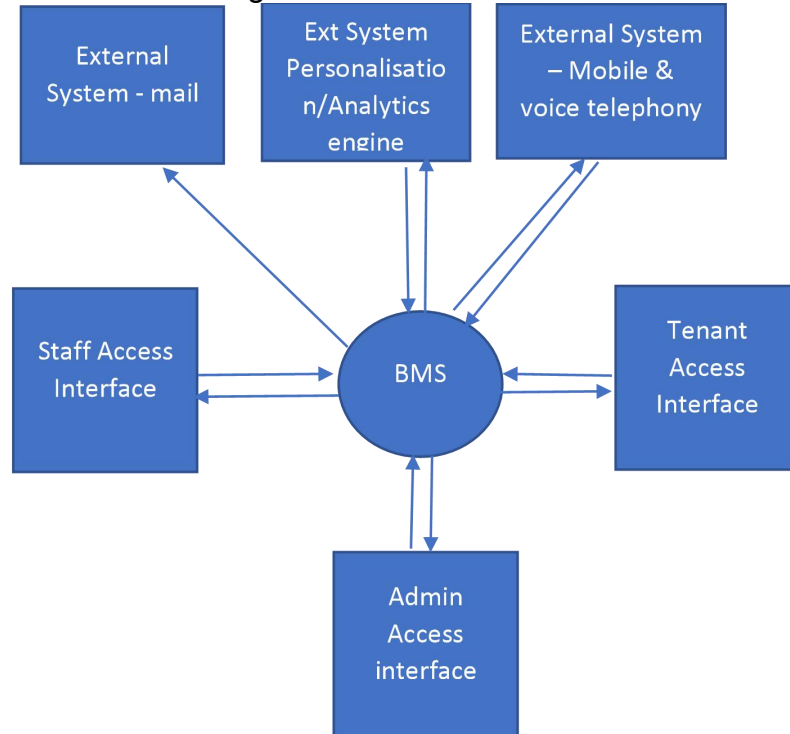 External
System - mail
Ext System
Personalisatio
n/Analytics
engine
External System
– Mobile &
voice telephony
Staff Access
Interface
BMS
Tenant
Access
Interface
Admin
Access
interface